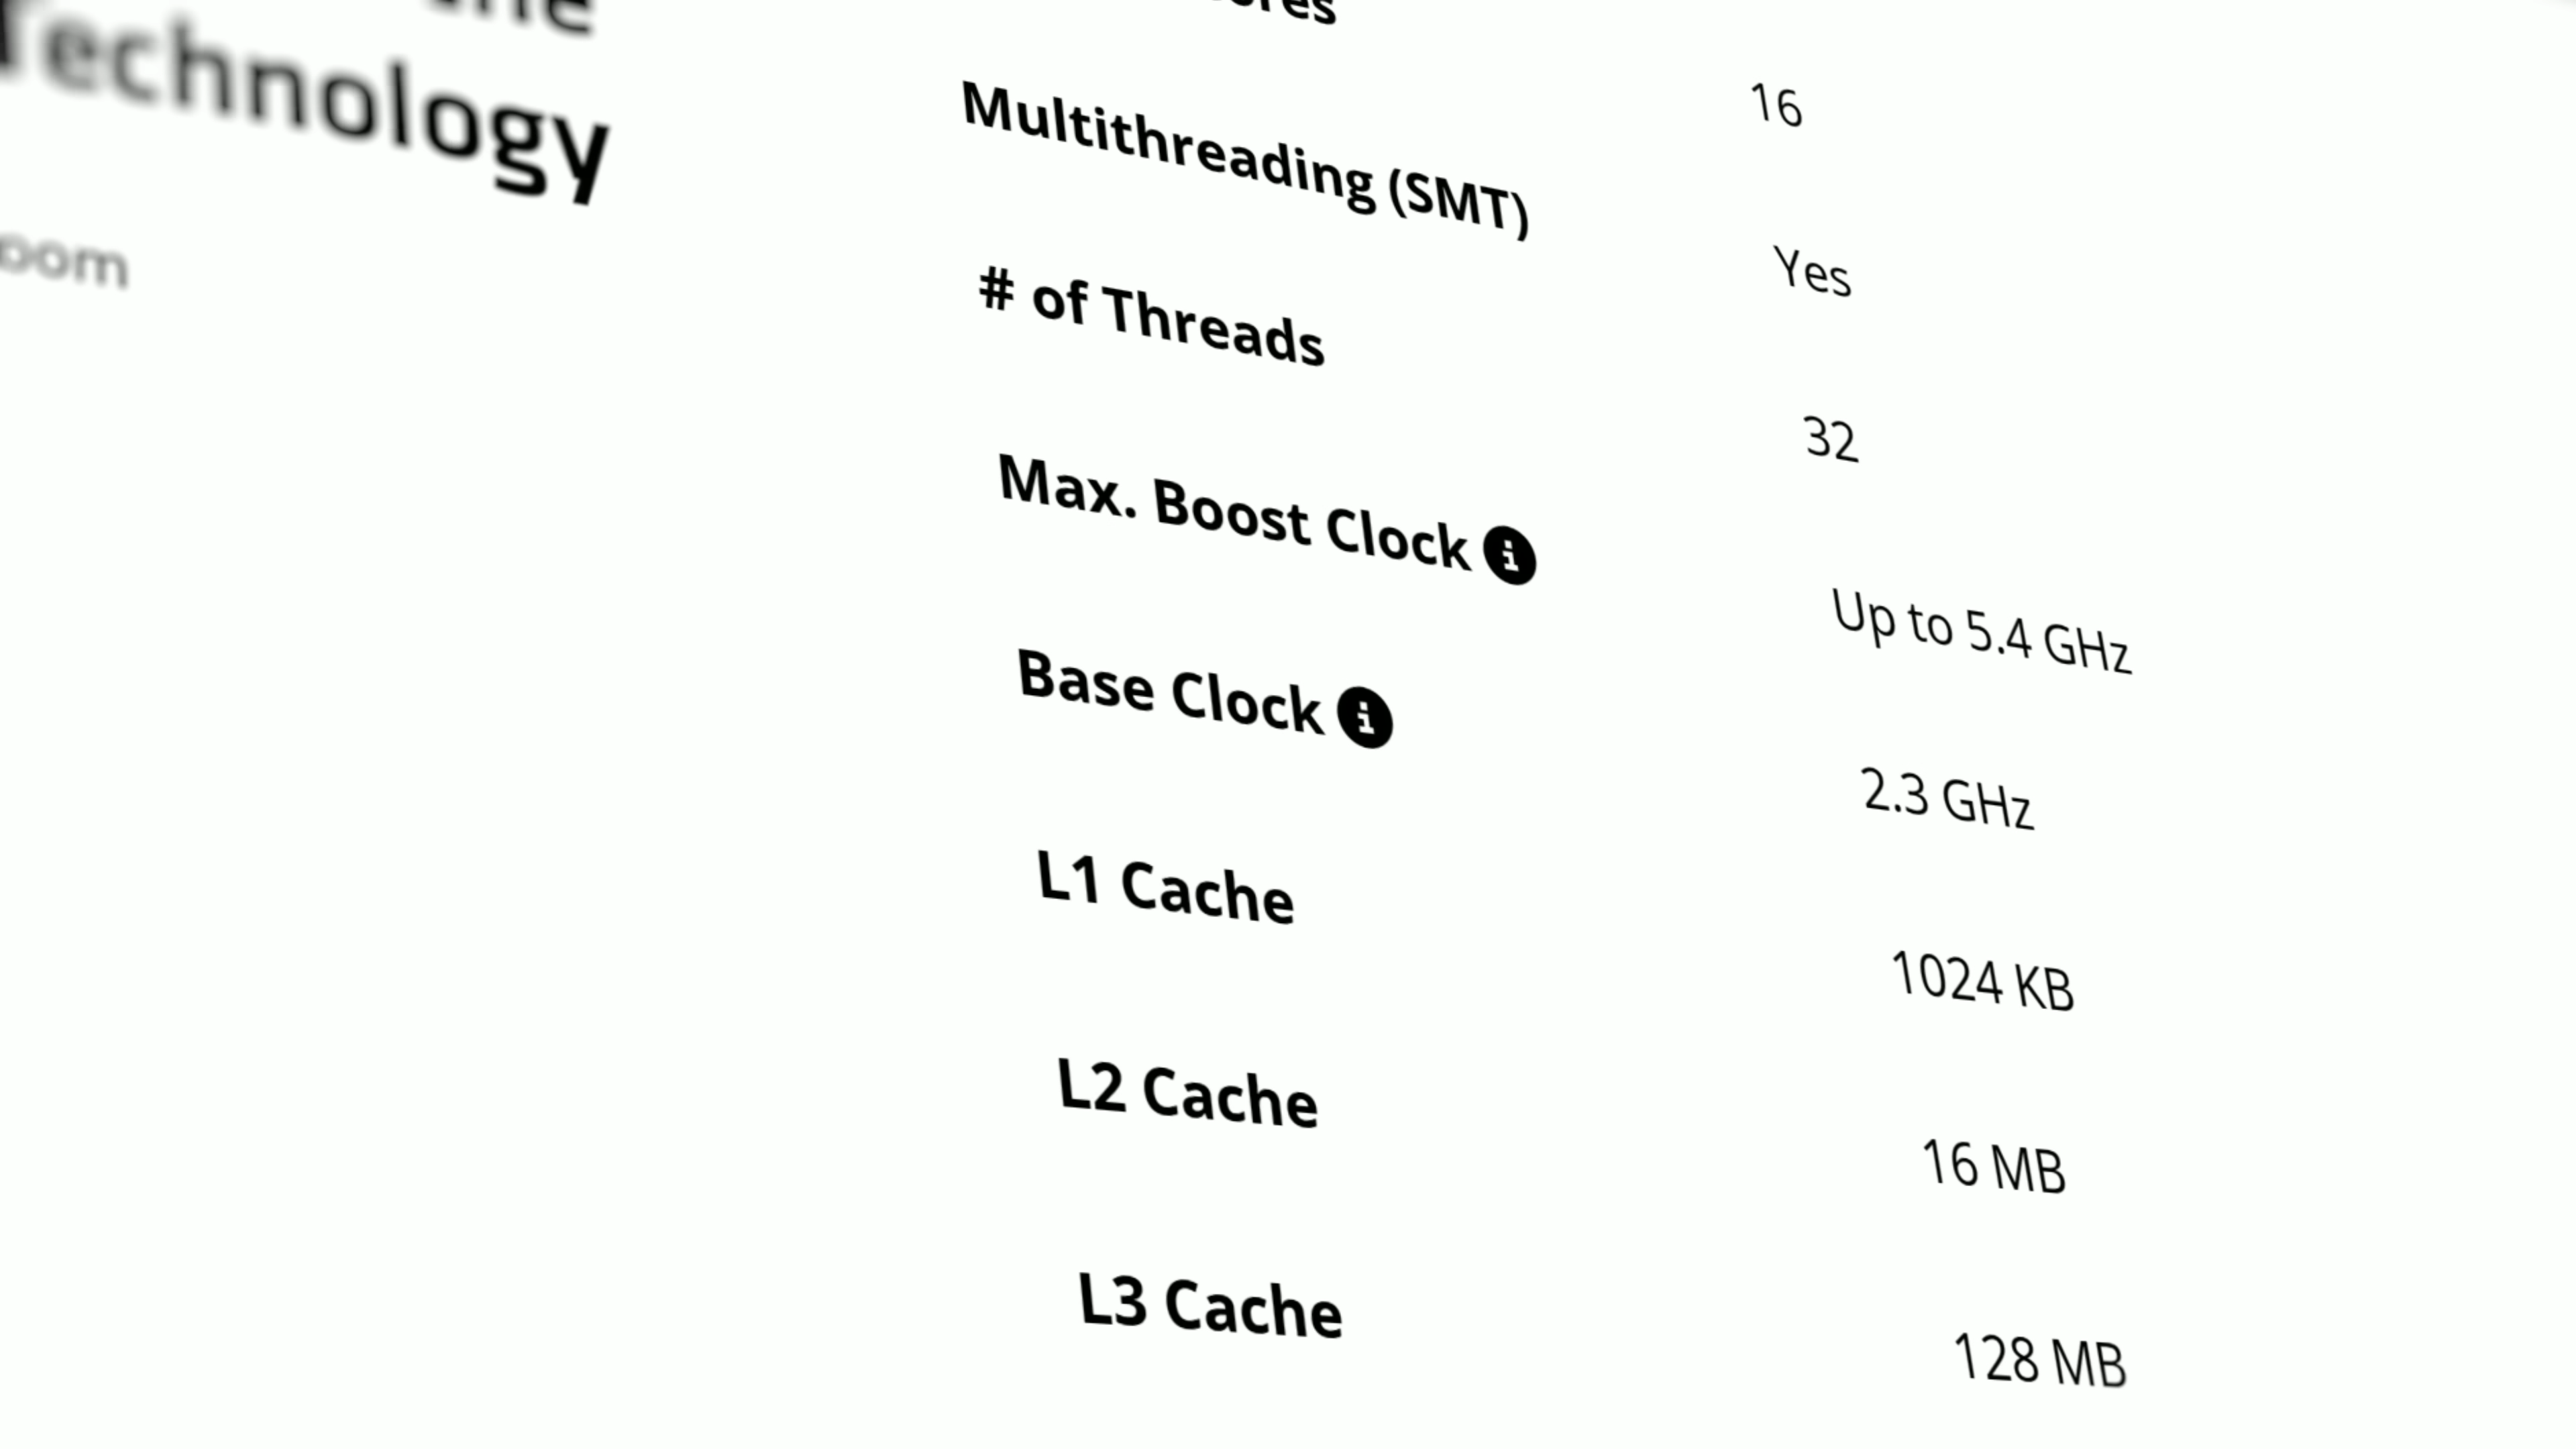 Technology
16
Multithreading (SMT)
Yes
# of Threads
32
Max. Boost Clock
Up to 5.4 GHz
Base Clock
2.3 GHz
L1 Cache
1024 KB
L2 Cache
16 MB
L3 Cache
128 MB